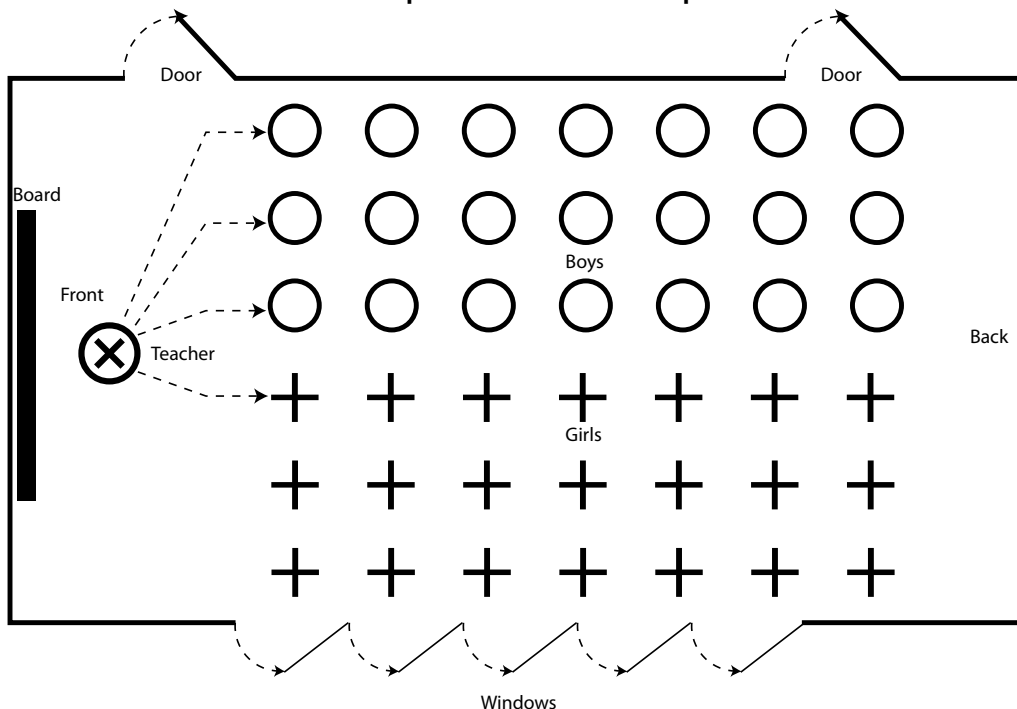 Door
Door
Board
Boys
Front
Back
Teacher
Girls
Windows